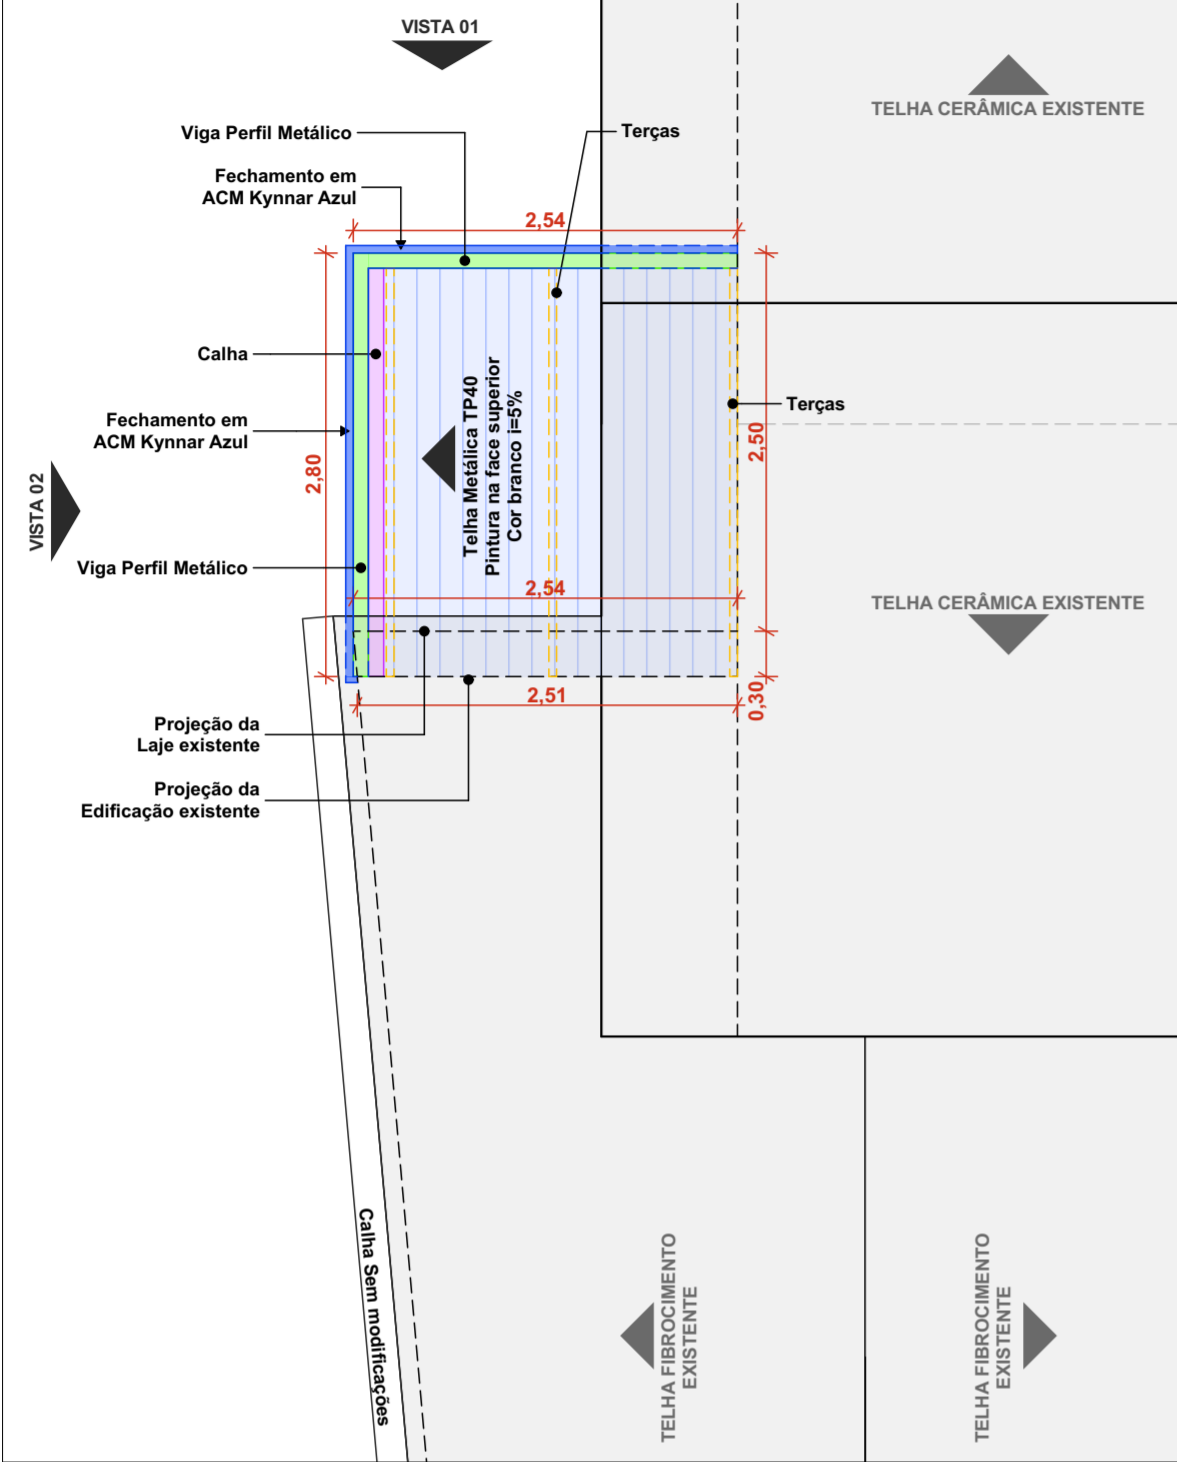 VISTA 01
TELHA CERÂMICA EXISTENTE
Viga Perfil Metálico
Terças
Fechamento em
ACM Kynnar Azul
2,54
Calha
Telha Metálica TP40
Pintura na face superior
Cor branco i=5%
Terças
Fechamento em
ACM Kynnar Azul
2,80
2,50
VISTA 02
Viga Perfil Metálico
2,54
TELHA CERÂMICA EXISTENTE
2,51
0,30
Projeção da
Laje existente
Projeção da
Edificação existente
Calha Sem modificações
TELHA FIBROCIMENTO
EXISTENTE
TELHA FIBROCIMENTO
EXISTENTE